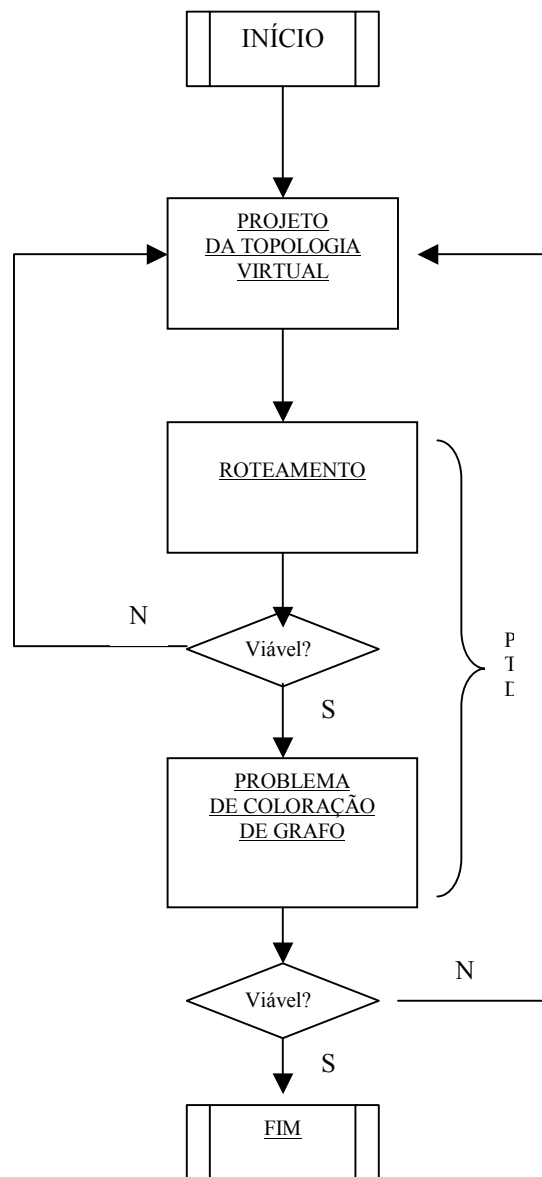 INÍCIO
PROJETO
DA TOPOLOGIA
VIRTUAL
ROTEAMENTO
N
Viável?
S
PROBLEMA
DE COLORAÇÃO
DE GRAFO
Viável?
N
S
FIM